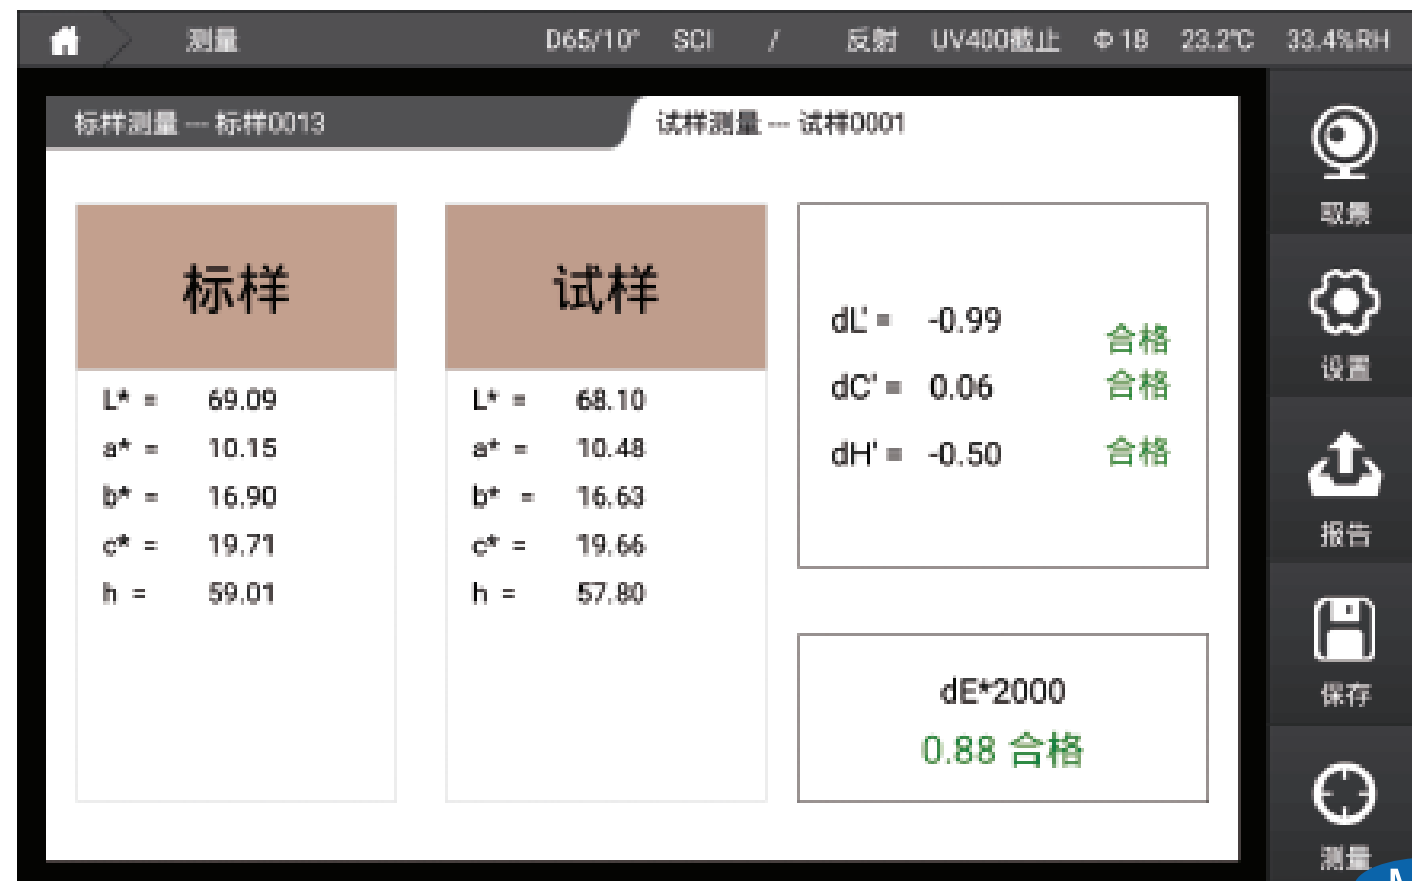 测量 D65/10° SCI / 反射 UV400截止 Φ 18 23.2°C 33.4%RH
标样测量 --- 标样0013
试样测量 --- 试样0001
标样
L* = 69.09
a* = 10.15
b* = 16.90
c* = 19.71
h = 59.01
试样
L* = 68.10
a* = 10.48
b* = 16.63
c* = 19.66
h = 57.80
dL' = -0.99 合格
dC' = 0.06 合格
dH' = -0.50 合格
dE*2000
0.88 合格
取景
设置
报告
保存
测量